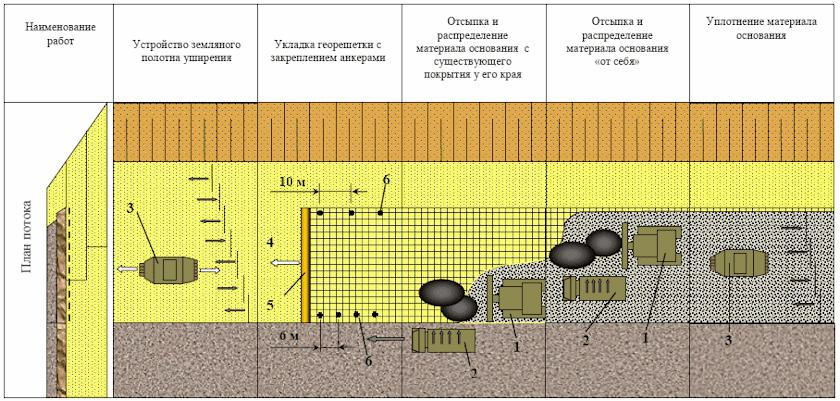 Наименование
работ
Устройство земляного
полотна уширения
Укладка георешетки с
закреплением анкерами
Отсыпка и
распределение
материала основания с
существующего
покрытия у его края
Отсыпка и
распределение
материала основания
«от себя»
Уплотнение материала
основания
План потока
10 м
6
3
4
5
6 м
6
2
1
2
1
3